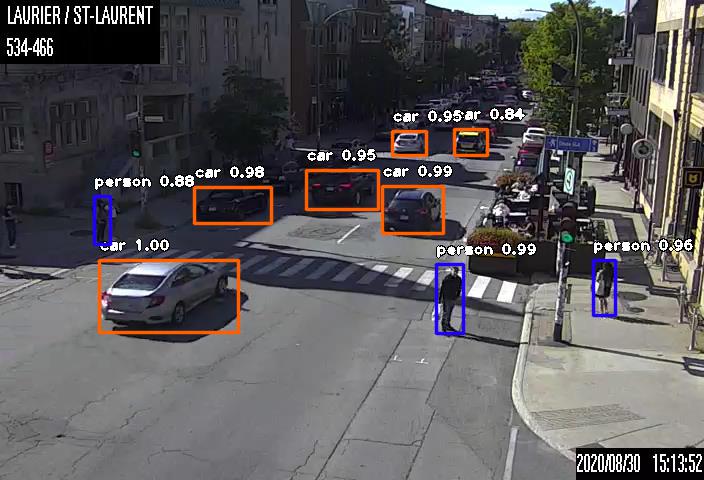 LAURIER / ST-LAURENT
534-466
car 0.95
car 0.84
car 0.95
car 0.98
car 0.99
person 0.88
car 1.00
person 0.99
person 0.96
2020/08/30 15:13:52